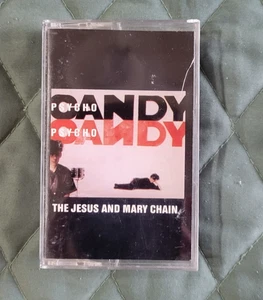 PSYCHO
CANDY
PSYCHO
CANDY
THE JESUS AND MARY CHAIN